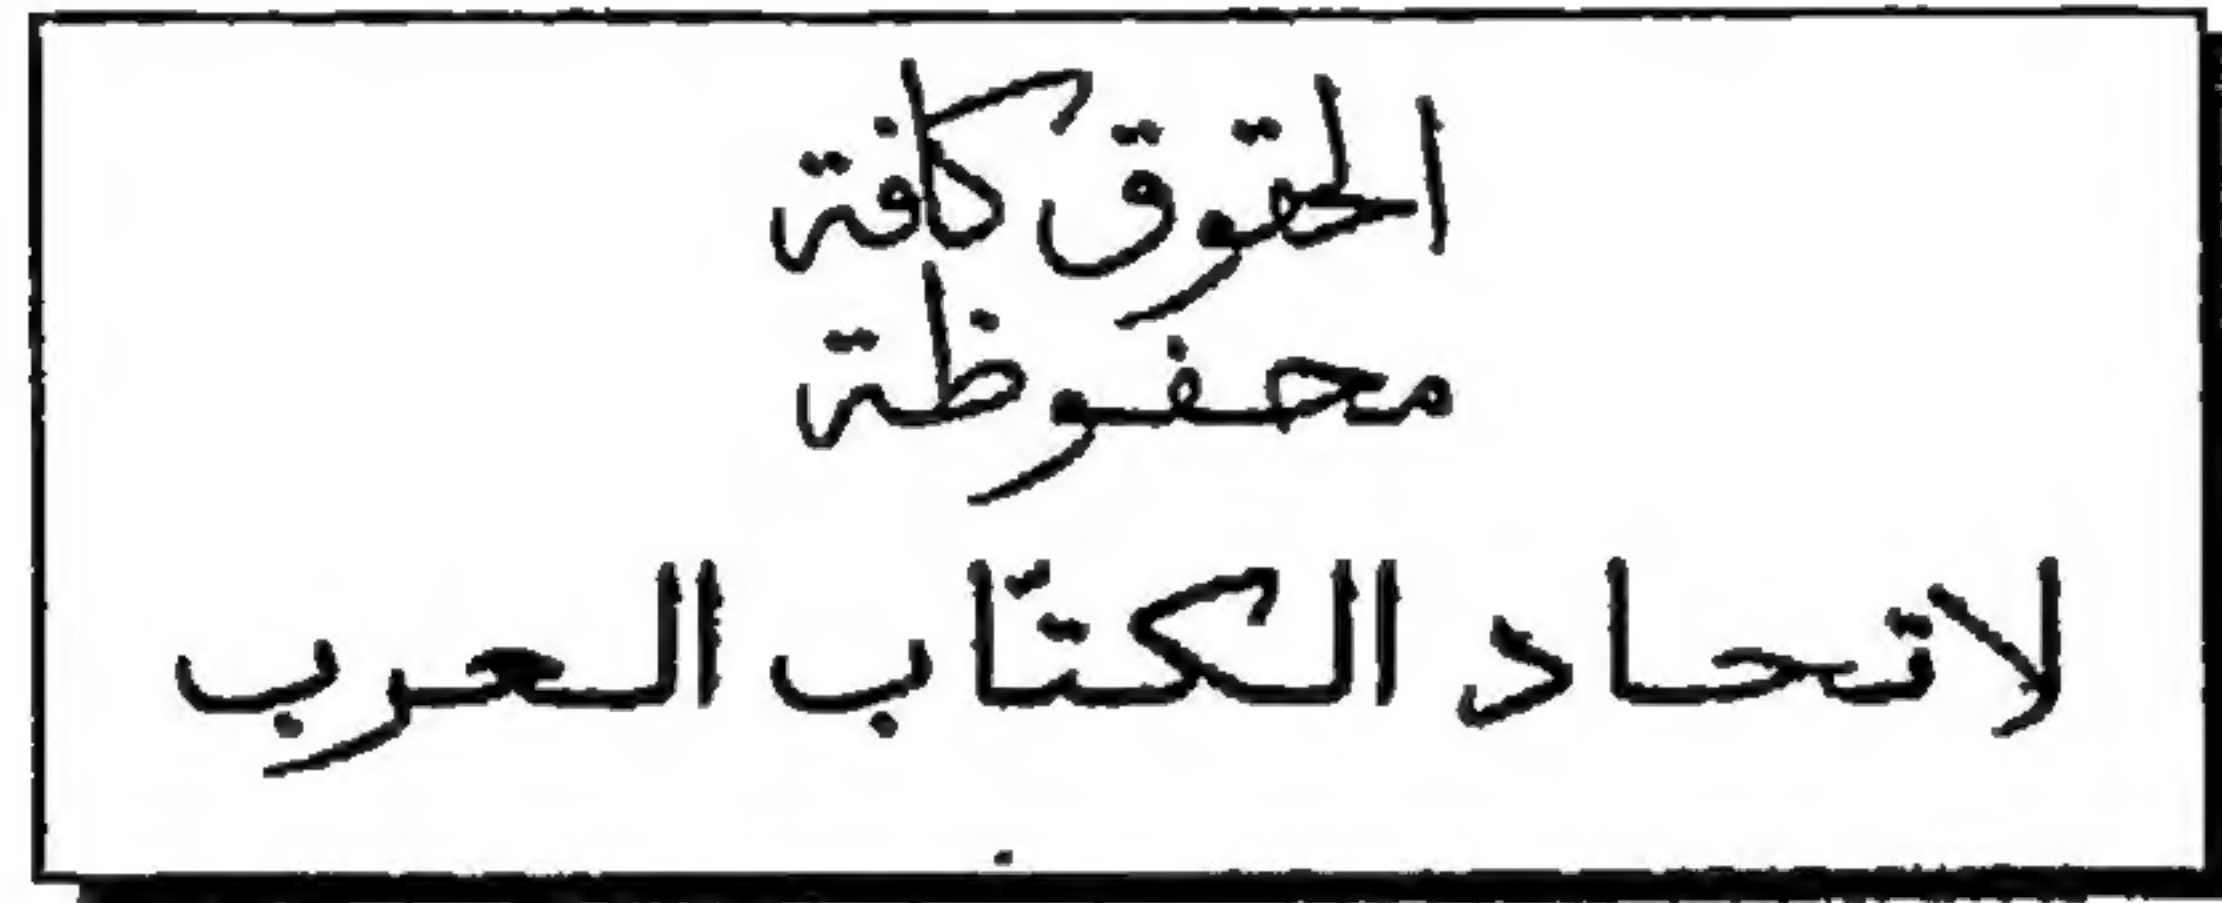 الحقوق كافة
محفوظة
لاتحاد الكتّاب العرب